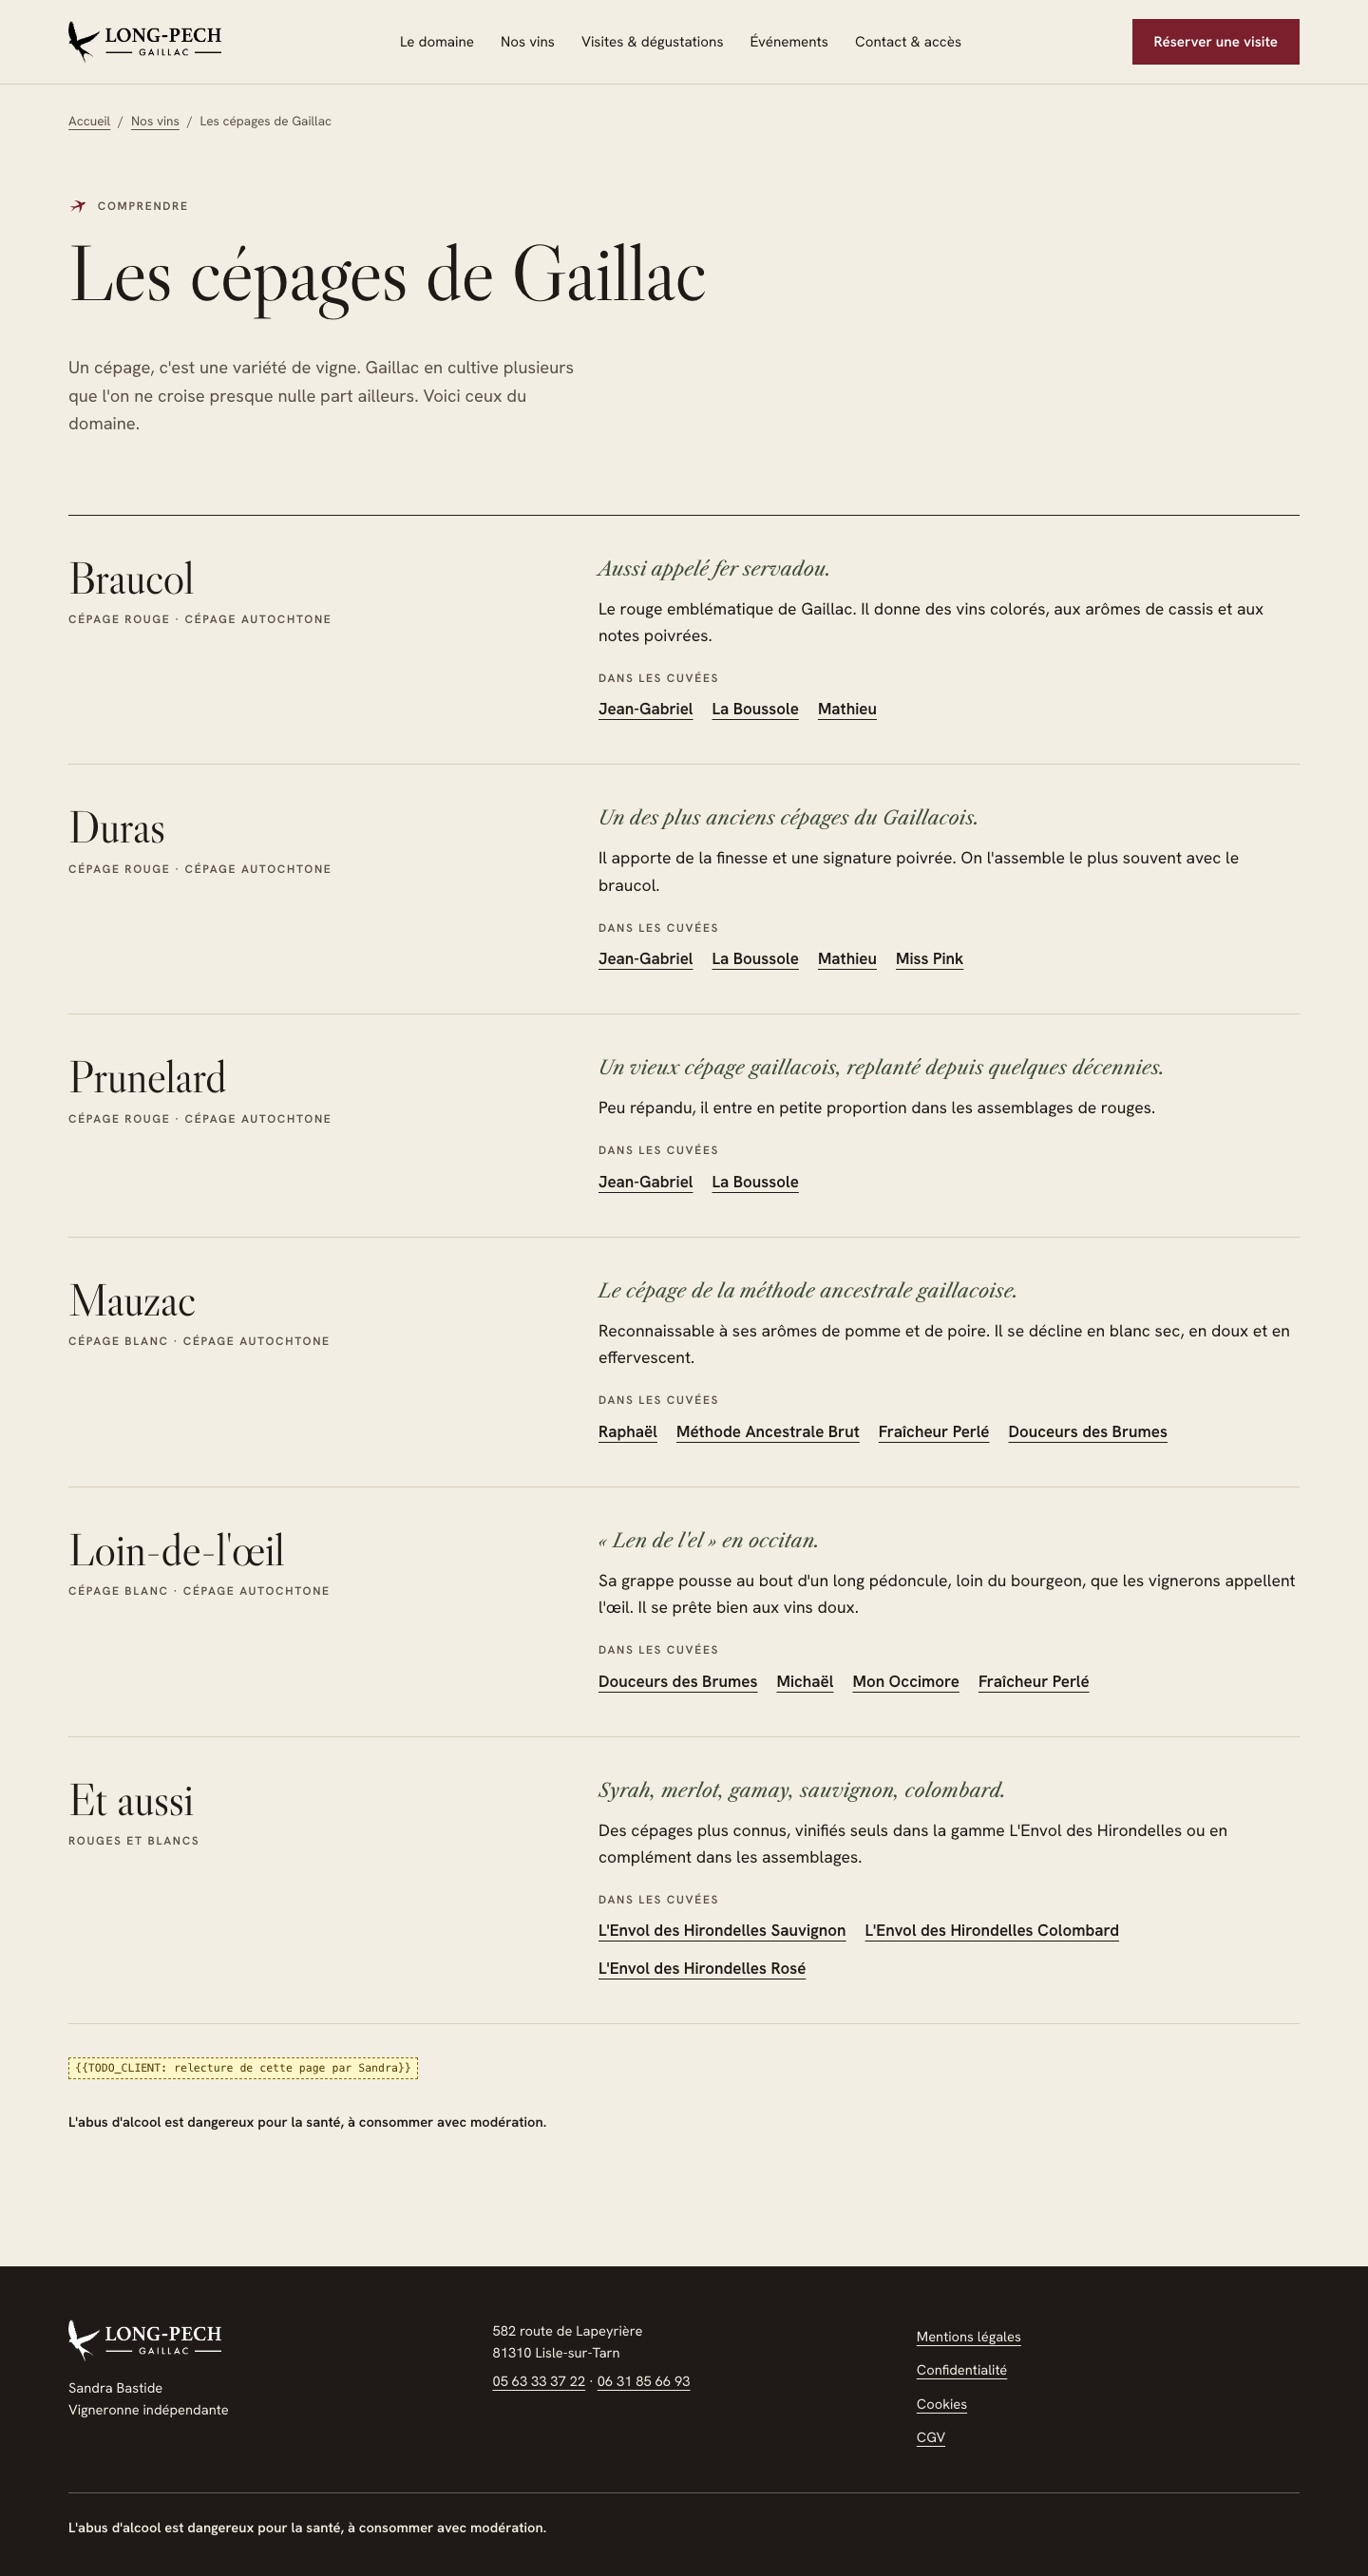 LONG-PECH
GAILLAC
Le domaine
Nos vins
Visites & dégustations
Événements
Contact & accès
Réserver une visite
Accueil / Nos vins / Les cépages de Gaillac
COMPRENDRE
Les cépages de Gaillac
Un cépage, c'est une variété de vigne. Gaillac en cultive plusieurs
que l'on ne croise presque nulle part ailleurs. Voici ceux du
domaine.
Braucol
CÉPAGE ROUGE · CÉPAGE AUTOCHTONE
Aussi appelé fer servadou.
Le rouge emblématique de Gaillac. Il donne des vins colorés, aux arômes de cassis et aux
notes poivrées.
DANS LES CUVÉES
Jean-Gabriel La Boussole Mathieu
Duras
CÉPAGE ROUGE · CÉPAGE AUTOCHTONE
Un des plus anciens cépages du Gaillacois.
Il apporte de la finesse et une signature poivrée. On l'assemble le plus souvent avec le
braucol.
DANS LES CUVÉES
Jean-Gabriel La Boussole Mathieu Miss Pink
Prunelard
CÉPAGE ROUGE · CÉPAGE AUTOCHTONE
Un vieux cépage gaillacois, replanté depuis quelques décennies.
Peu répandu, il entre en petite proportion dans les assemblages de rouges.
DANS LES CUVÉES
Jean-Gabriel La Boussole
Mauzac
CÉPAGE BLANC · CÉPAGE AUTOCHTONE
Le cépage de la méthode ancestrale gaillacoise.
Reconnaissable à ses arômes de pomme et de poire. Il se décline en blanc sec, en doux et en
effervescent.
DANS LES CUVÉES
Raphaël Méthode Ancestrale Brut Fraîcheur Perlé Douceurs des Brumes
Loin-de-l'œil
CÉPAGE BLANC · CÉPAGE AUTOCHTONE
« Len de l'el » en occitan.
Sa grappe pousse au bout d'un long pédoncule, loin du bourgeon, que les vignerons appellent
l'œil. Il se prête bien aux vins doux.
DANS LES CUVÉES
Douceurs des Brumes Michaël Mon Occimore Fraîcheur Perlé
Et aussi
ROUGES ET BLANCS
Syrah, merlot, gamay, sauvignon, colombard.
Des cépages plus connus, vinifiés seuls dans la gamme L'Envol des Hirondelles ou en
complément dans les assemblages.
DANS LES CUVÉES
L'Envol des Hirondelles Sauvignon L'Envol des Hirondelles Colombard
L'Envol des Hirondelles Rosé
{{TODO_CLIENT: relecture de cette page par Sandra}}
L'abus d'alcool est dangereux pour la santé, à consommer avec modération.
LONG-PECH
GAILLAC
Sandra Bastide
Vigneronne indépendante
582 route de Lapeyrière
81310 Lisle-sur-Tarn
05 63 33 37 22 · 06 31 85 66 93
Mentions légales
Confidentialité
Cookies
CGV
L'abus d'alcool est dangereux pour la santé, à consommer avec modération.